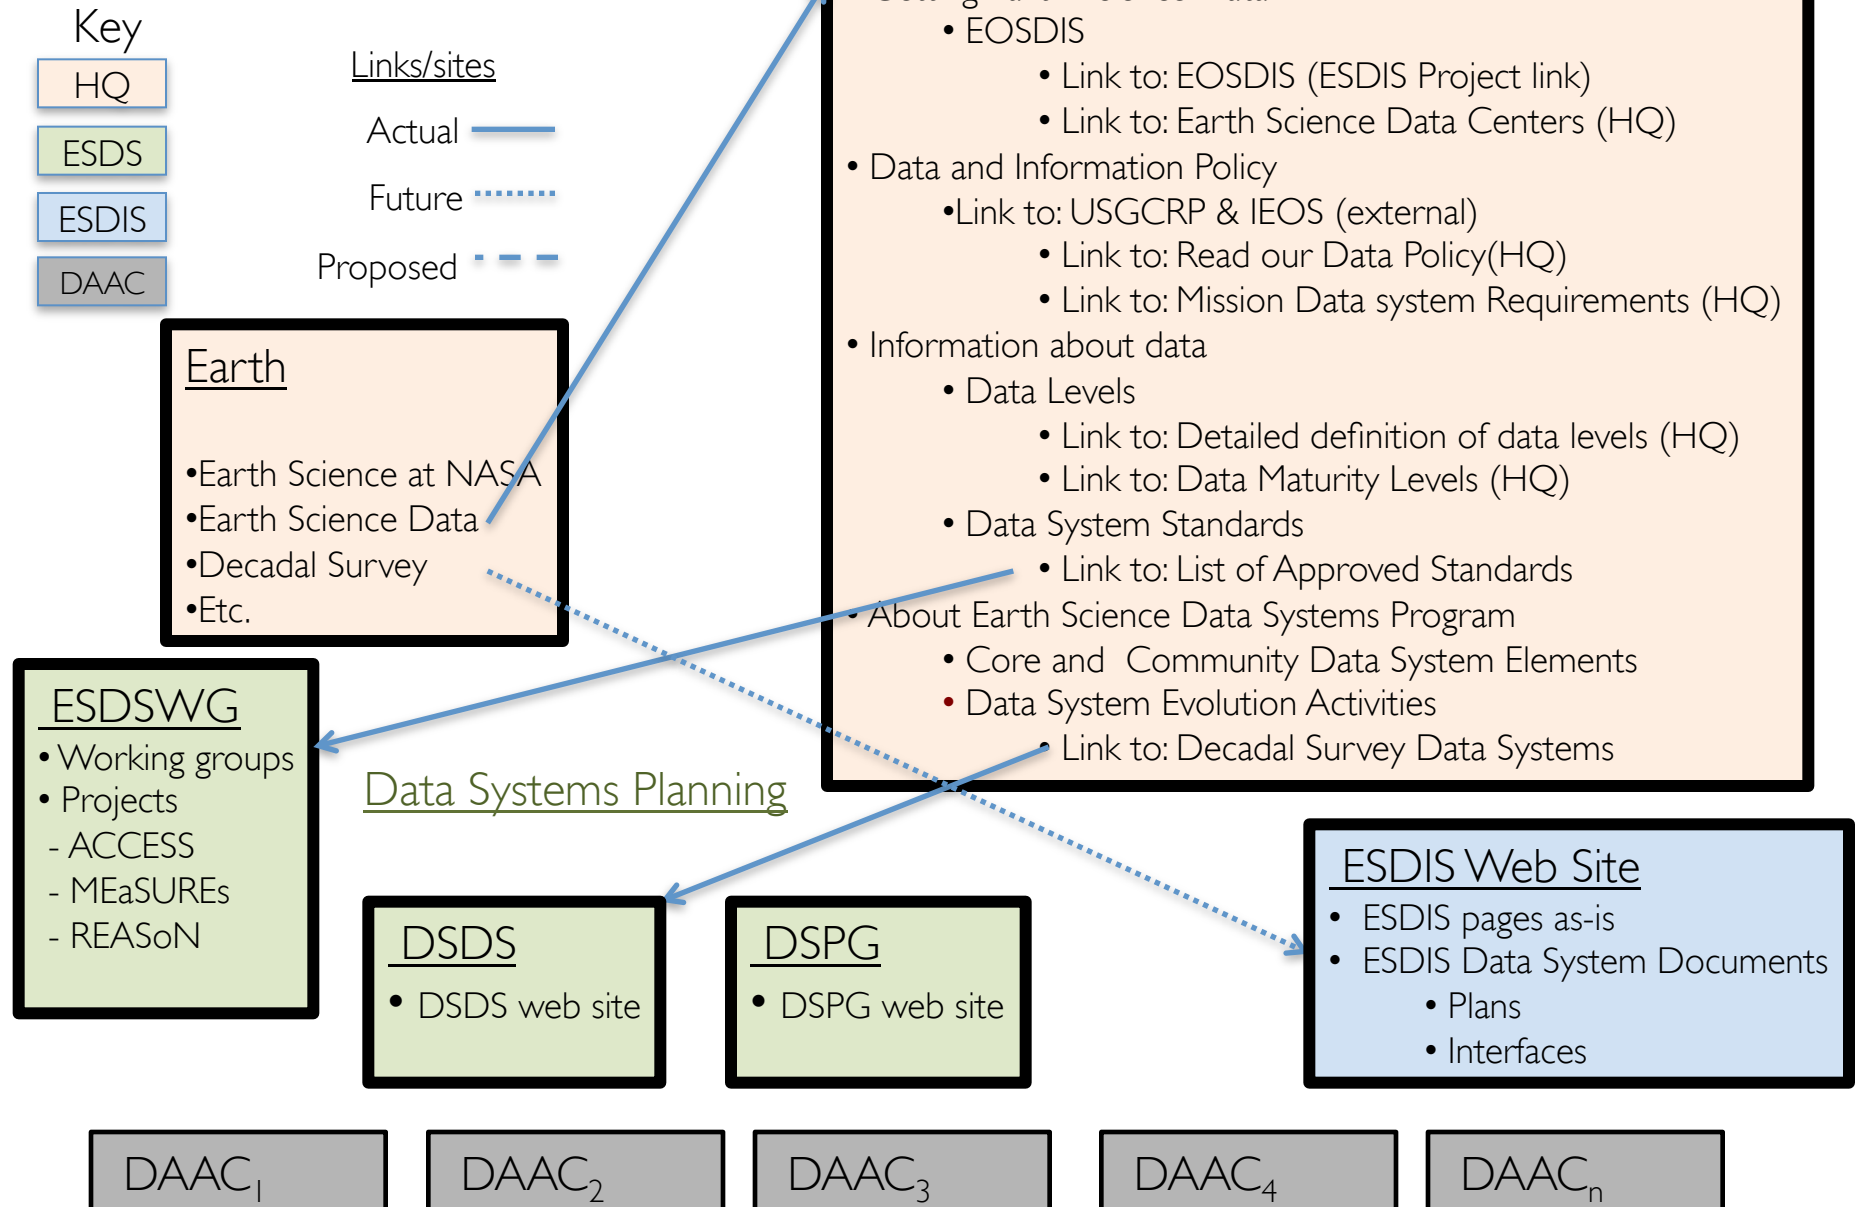 Key
HQ
ESDS
ESDIS
DAAC
Links/sites
Actual
Future
Proposed
• EOSDIS
• Link to: EOSDIS (ESDIS Project link)
• Link to: Earth Science Data Centers (HQ)
• Data and Information Policy
•Link to: USGCRP & IEOS (external)
• Link to: Read our Data Policy(HQ)
• Link to: Mission Data system Requirements (HQ)
• Information about data
• Data Levels
• Link to: Detailed definition of data levels (HQ)
• Link to: Data Maturity Levels (HQ)
• Data System Standards
• Link to: List of Approved Standards
• About Earth Science Data Systems Program
• Core and Community Data System Elements
• Data System Evolution Activities
• Link to: Decadal Survey Data Systems
Earth
•Earth Science at NASA
•Earth Science Data
•Decadal Survey
•Etc.
ESDSWG
• Working groups
• Projects
- ACCESS
- MEaSUREs
- REASoN
Data Systems Planning
DSDS
• DSDS web site
DSPG
• DSPG web site
ESDIS Web Site
• ESDIS pages as-is
• ESDIS Data System Documents
• Plans
• Interfaces
DAAC1
DAAC2
DAAC3
DAAC4
DAACn